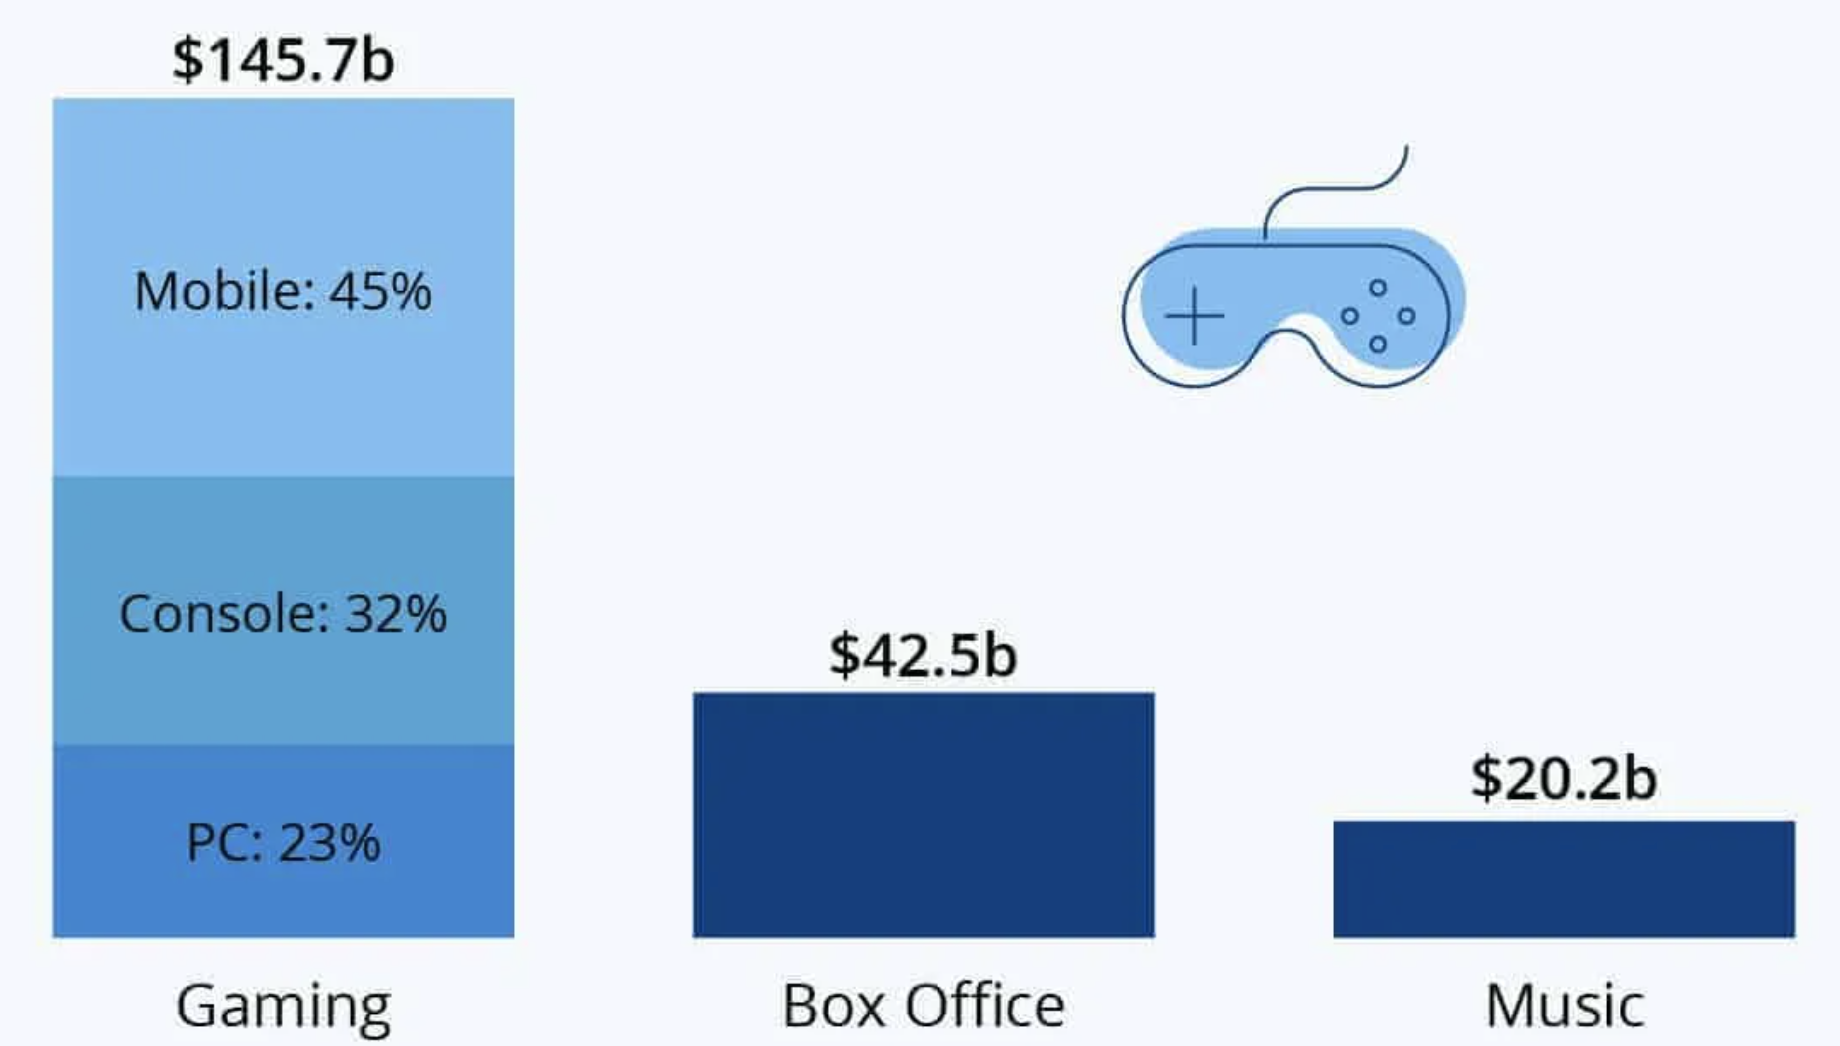 $145.7b
Mobile: 45%
Console: 32%
PC: 23%
Gaming
$42.5b
Box Office
$20.2b
Music